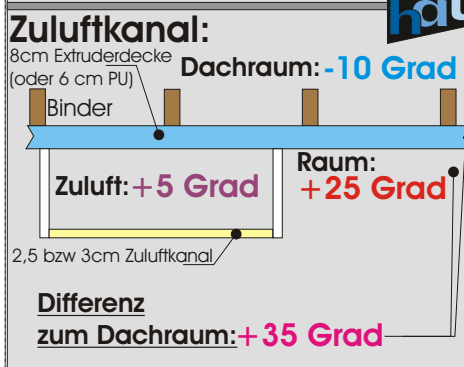 Zuluftkanal:
8cm Extruderdecke
(oder 6 cm PU)
Dachraum: -10 Grad
Binder
Zuluft: +5 Grad
Raum:
+25 Grad
2,5 bzw 3cm Zuluftkanal
Differenz
zum Dachraum: +35 Grad